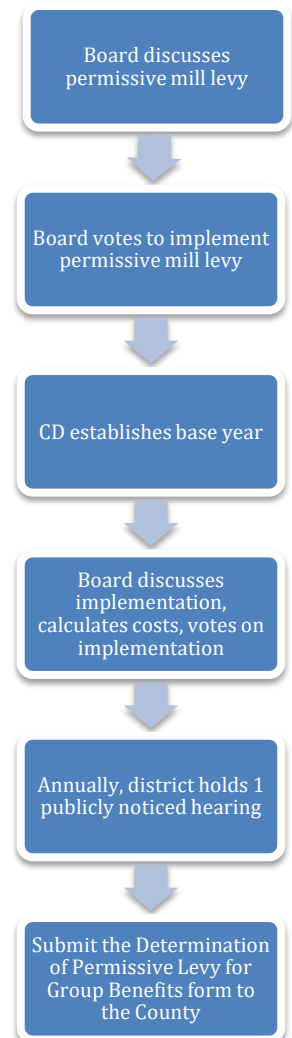 Board discusses
permissive mill levy
Board votes to implement
permissive mill levy
CD establishes base year
Board discusses
implementation,
calculates costs, votes on
implementation
Annually, district holds 1
publicly noticed hearing
Submit the Determination
of Permissive Levy for
Group Benefits form to
the County